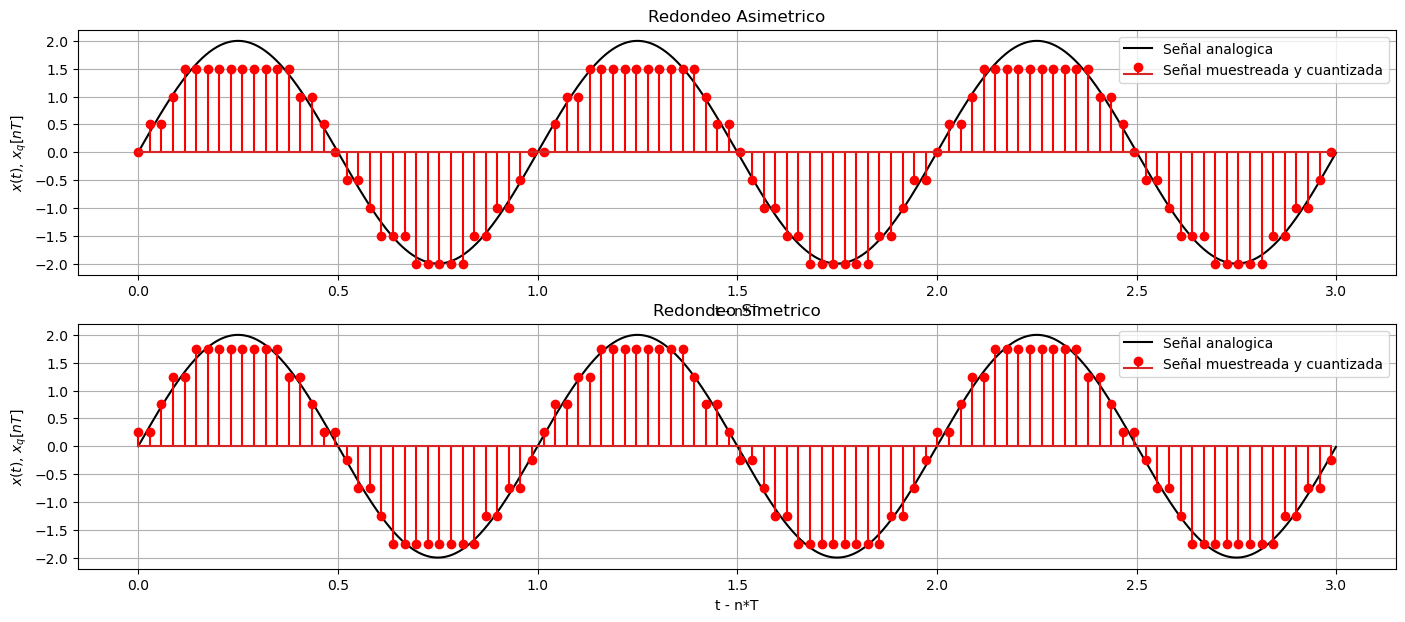 Redondeo Asimetrico
2.0
1.5
1.0
0.5
0.0
−0.5
−1.0
−1.5
−2.0
x(t), x_q[nT]
Señal analogica
Señal muestreada y cuantizada
0.0 0.5 1.0 1.5 2.0 2.5 3.0
t - n*T
Redondeo Simetrico
2.0
1.5
1.0
0.5
0.0
−0.5
−1.0
−1.5
−2.0
x(t), x_q[nT]
Señal analogica
Señal muestreada y cuantizada
0.0 0.5 1.0 1.5 2.0 2.5 3.0
t - n*T